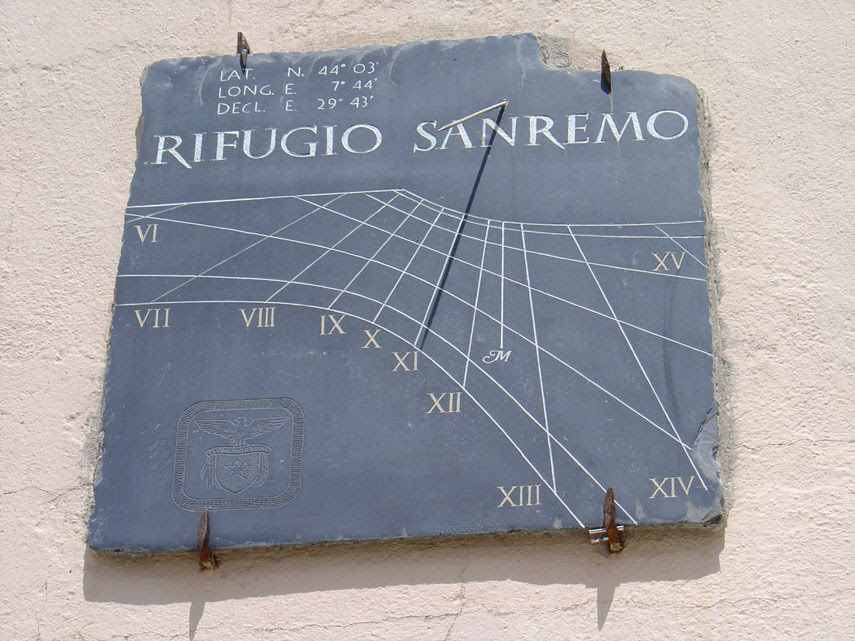 LAT. N. 44° 03'
LONG. E. 7° 44'
DECL. E. 29° 43'
RIFUGIO SANREMO
VI
XV
VII
VIII
IX
X
XI
M
XII
XIII
XIV